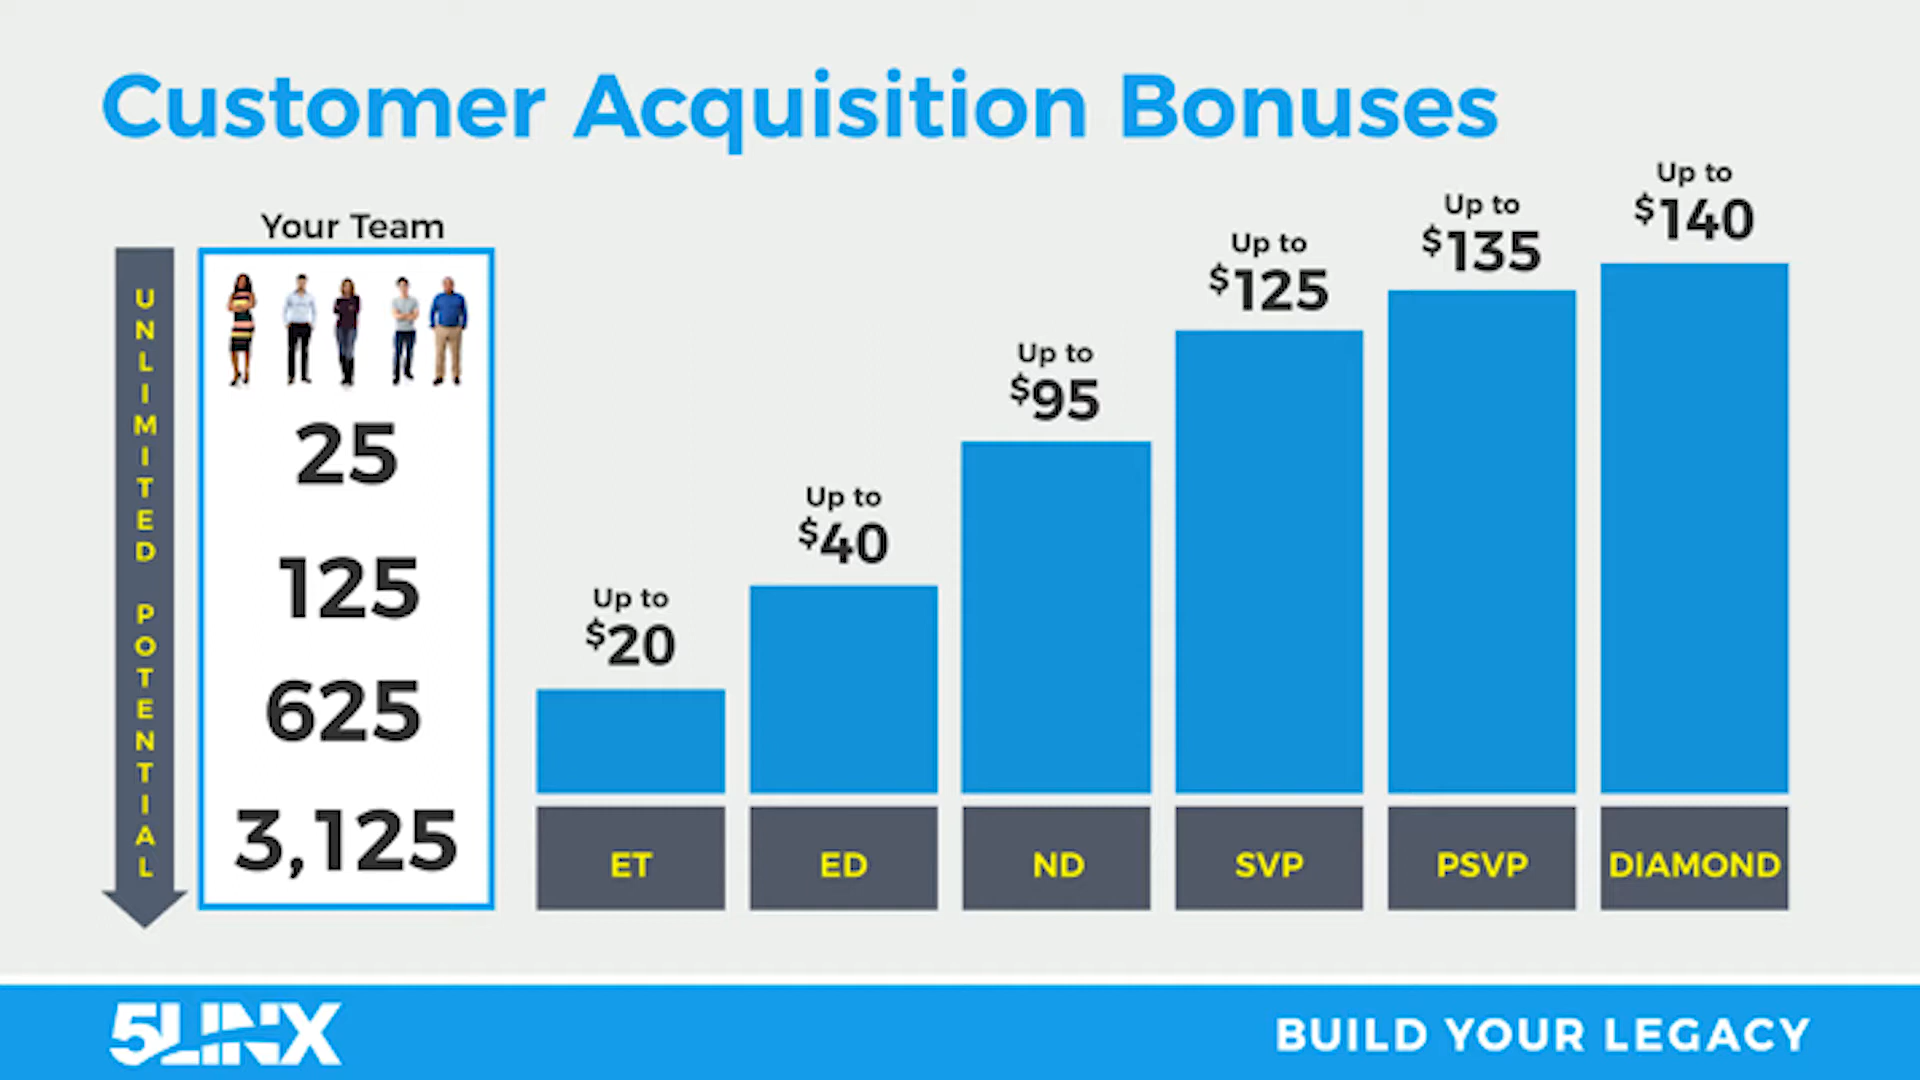 Customer Acquisition Bonuses
Your Team
UNLIMITED POTENTIAL
25
125
625
3,125
Up to
$20
ET
Up to
$40
ED
Up to
$95
ND
Up to
$125
SVP
Up to
$135
PSVP
Up to
$140
DIAMOND
5LINX
BUILD YOUR LEGACY